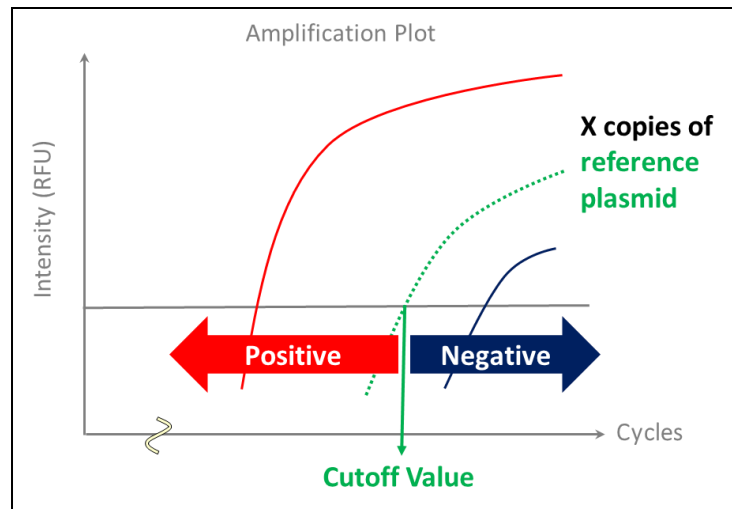 Amplification Plot
Intensity (RFU)
X copies of
reference
plasmid
Positive
Negative
Cycles
Cutoff Value